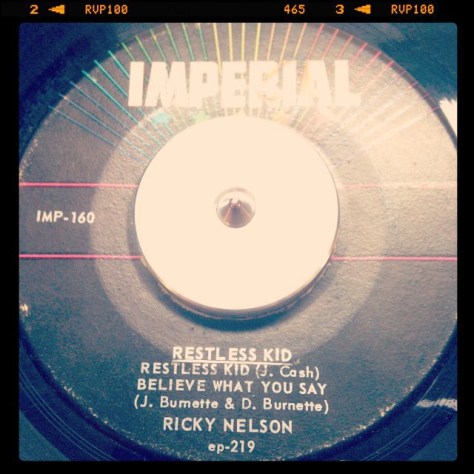 2 RVP100 465 3 RVP100
IMPERIAL
IMP-160
RESTLESS KID
RESTLESS KID (J. Cash)
BELIEVE WHAT YOU SAY
(J. Burnette & D. Burnette)
RICKY NELSON
ep-219